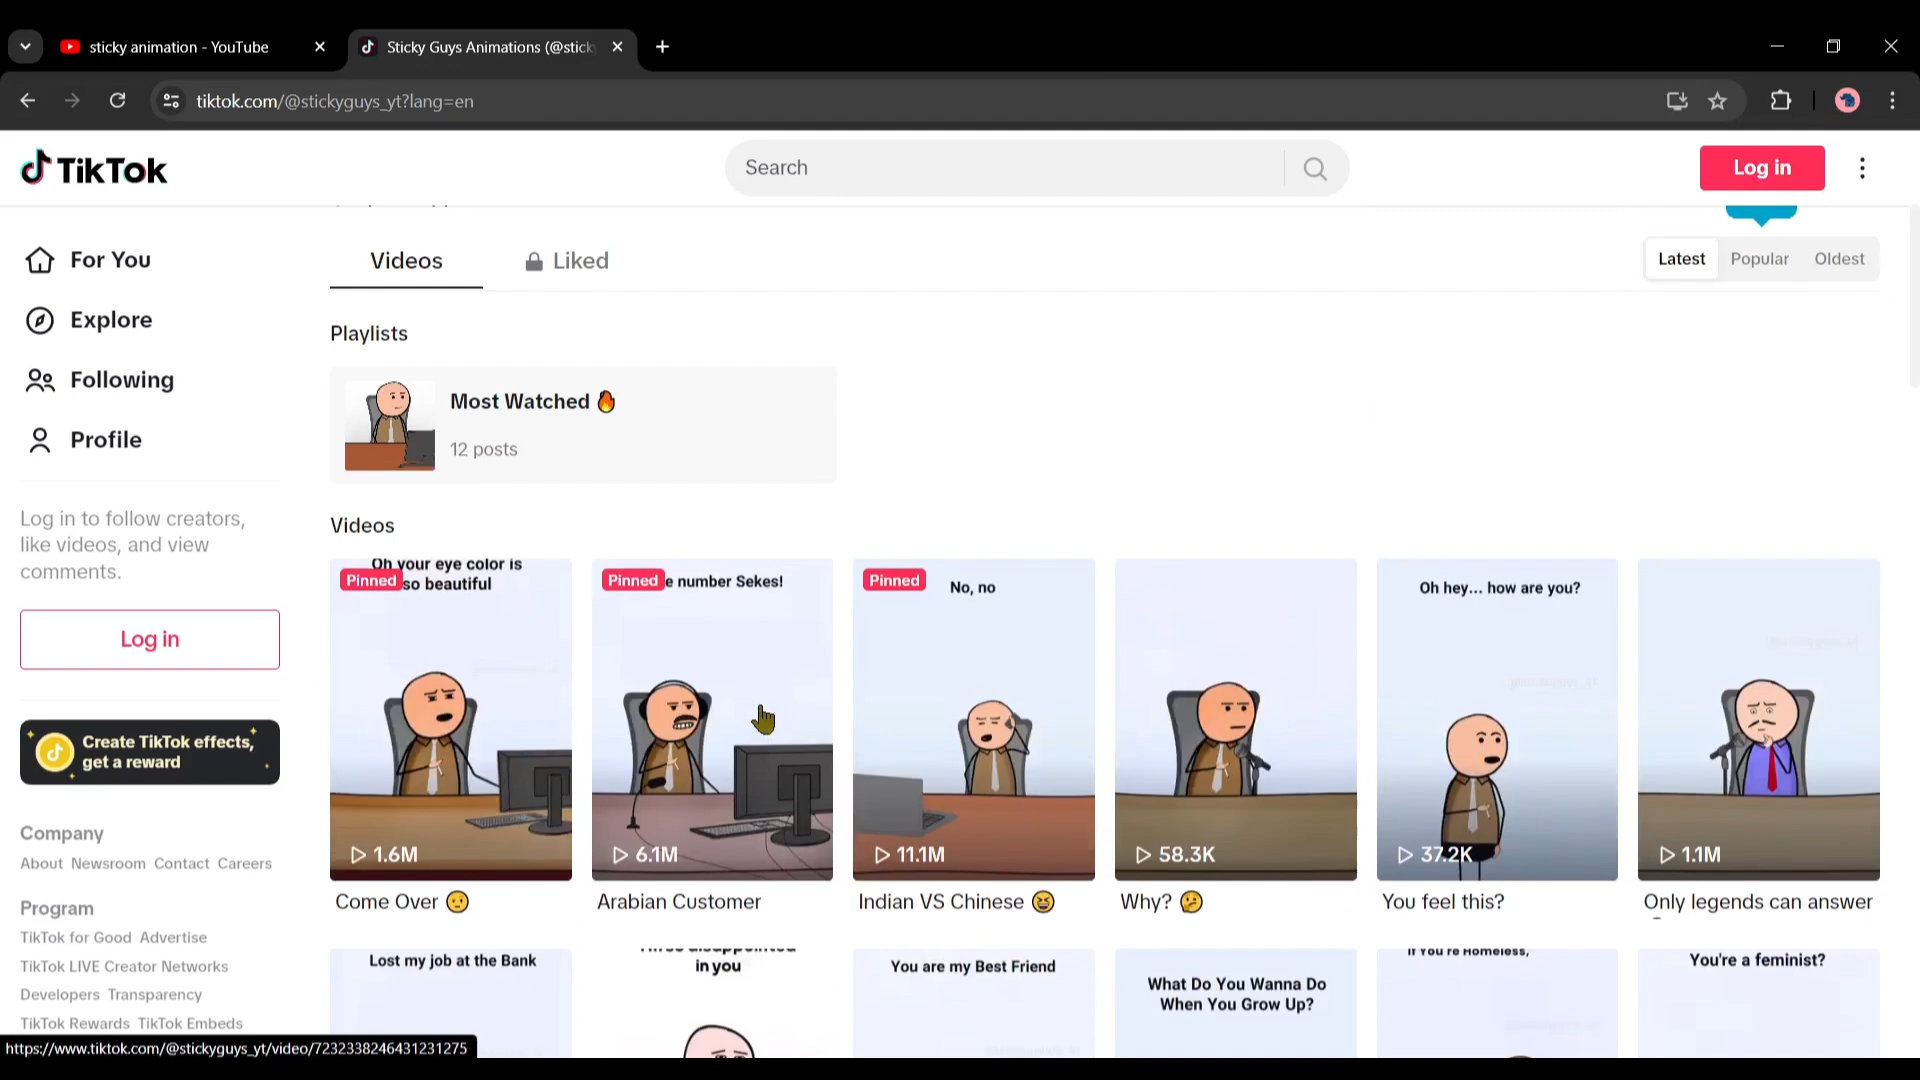 sticky animation - YouTube
Sticky Guys Animations (@stick
tiktok.com/@stickyguys_yt?lang=en
TikTok
Search
Log in
For You
Explore
Following
Profile
Log in to follow creators,
like videos, and view
comments.
Log in
Create TikTok effects,
get a reward
Company
About Newsroom Contact Careers
Program
TikTok for Good Advertise
TikTok LIVE Creator Networks
Developers Transparency
TikTok Rewards TikTok Embeds
https://www.tiktok.com/@stickyguys_yt/video/7232338246431231275
Videos
Liked
Latest
Popular
Oldest
Playlists
Most Watched 🔥
12 posts
Videos
Pinned
Oh your eye color is
so beautiful
1.6M
Come Over 🤨
Pinned
e number Sekes!
6.1M
Arabian Customer
Pinned
No, no
11.1M
Indian VS Chinese 😆
58.3K
Why? 🤔
Oh hey... how are you?
37.2K
You feel this?
1.1M
Only legends can answer
Lost my job at the Bank
I'm so disappointed
in you
You are my Best Friend
What Do You Wanna Do
When You Grow Up?
If You're Homeless,
You're a feminist?